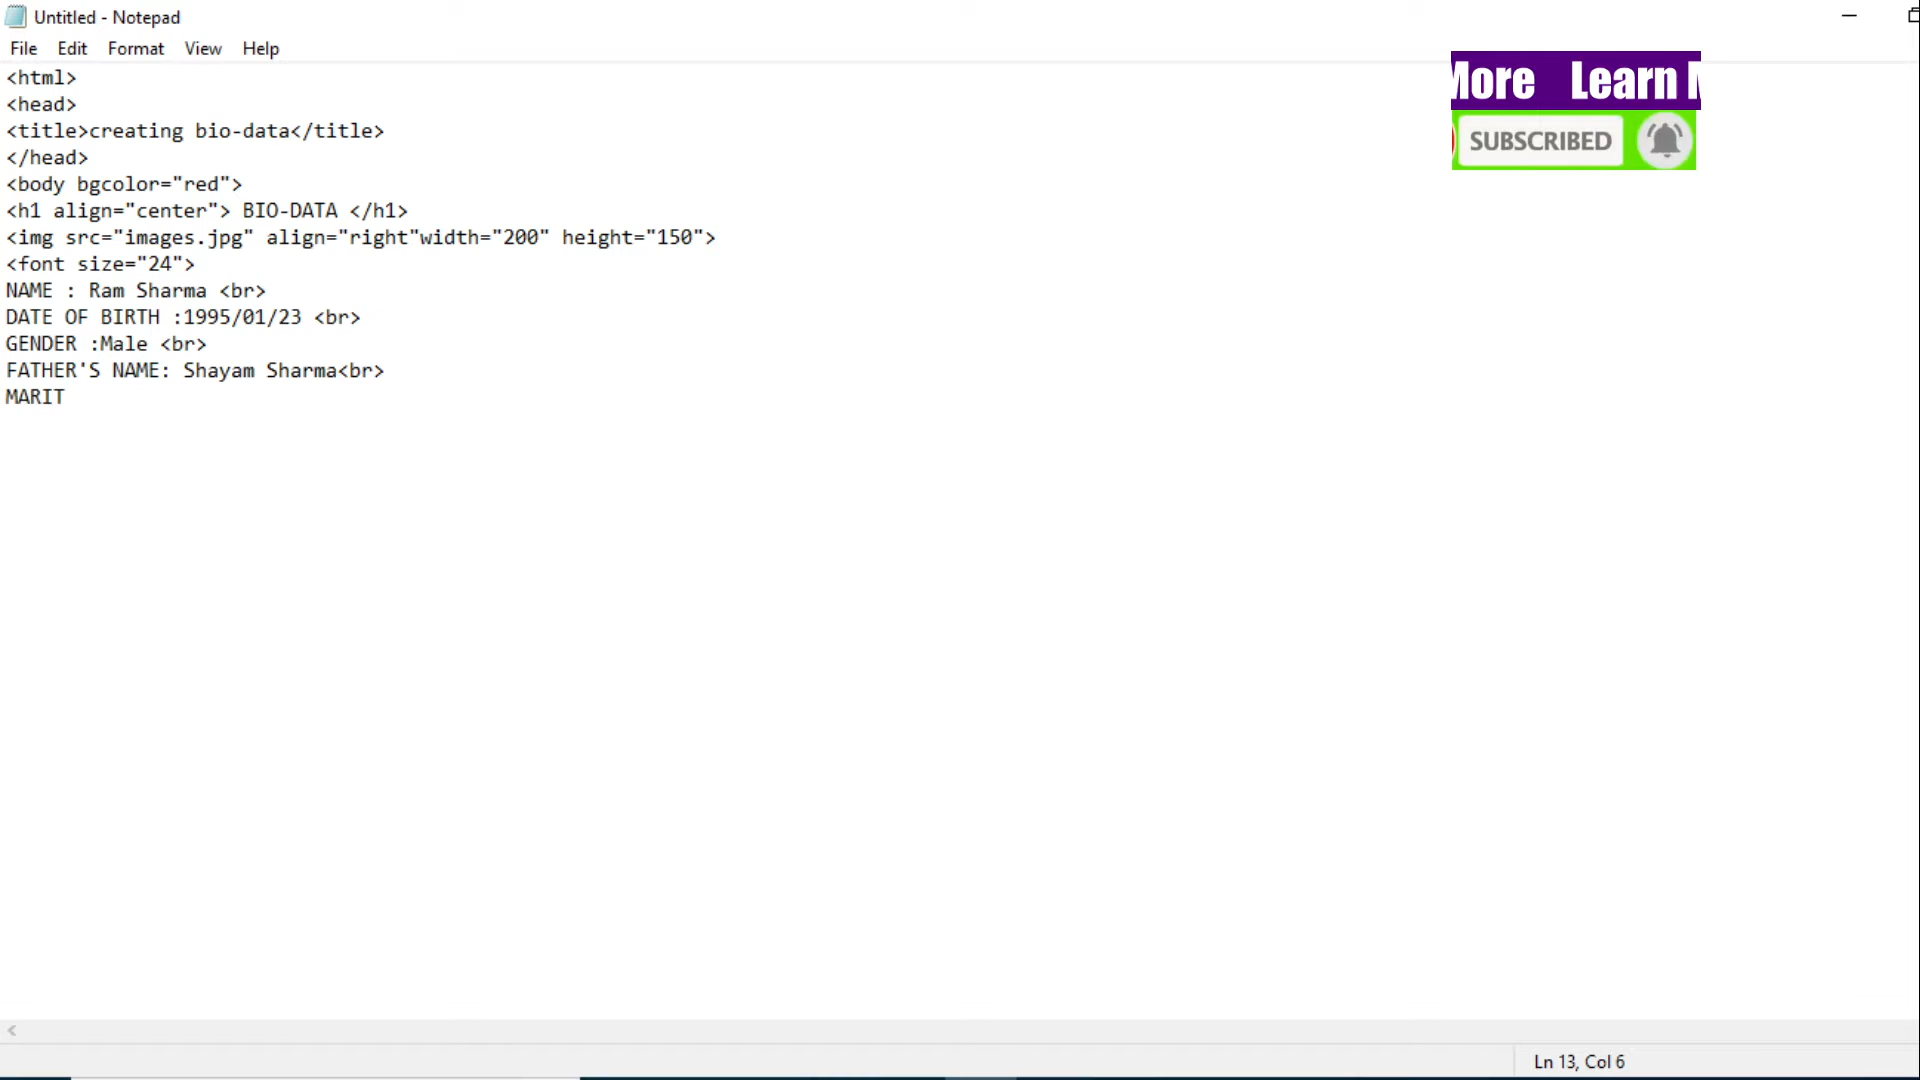 Untitled - Notepad
File Edit Format View Help
More Learn
SUBSCRIBED
<html>
<head>
<title>creating bio-data</title>
</head>
<body bgcolor="red">
<h1 align="center"> BIO-DATA </h1>
<img src="images.jpg" align="right"width="200" height="150">
<font size="24">
NAME : Ram Sharma <br>
DATE OF BIRTH :1995/01/23 <br>
GENDER :Male <br>
FATHER'S NAME: Shayam Sharma<br>
MARIT
Ln 13, Col 6